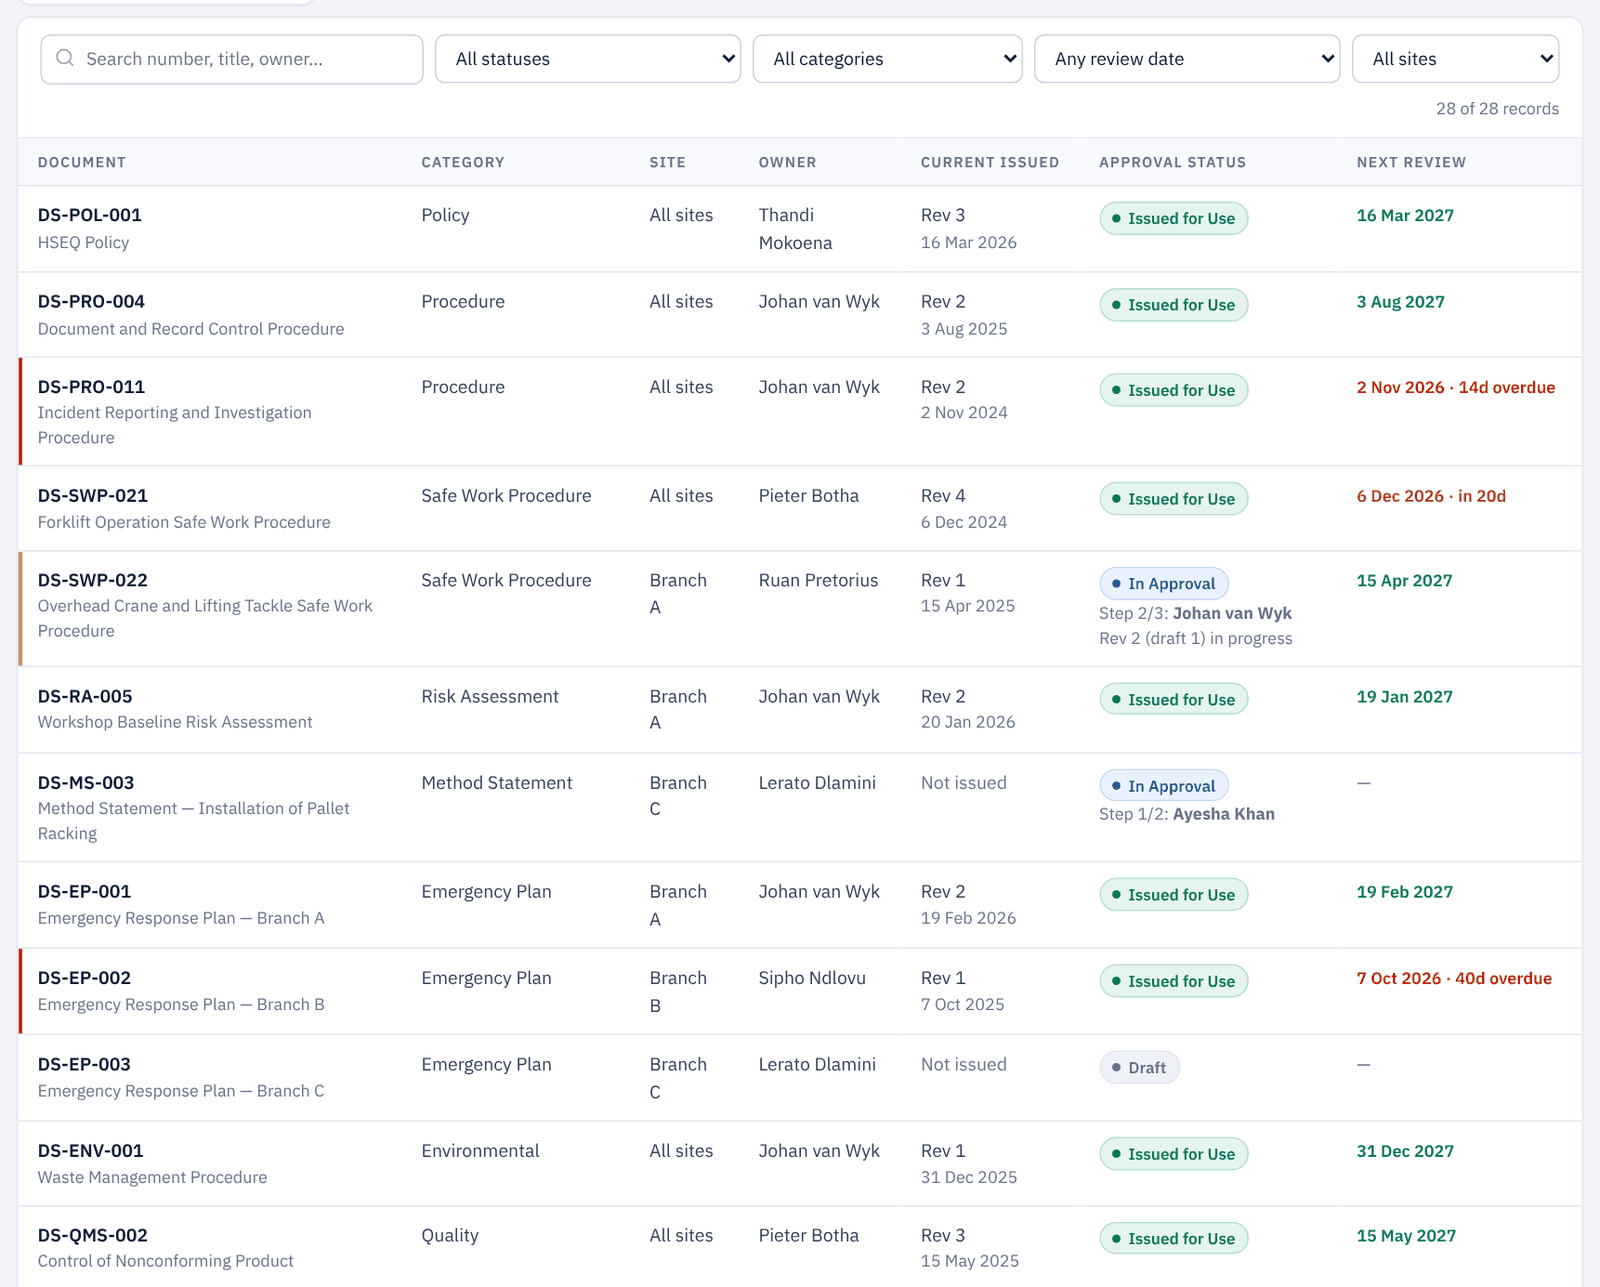 Search number, title, owner...
All statuses
All categories
Any review date
All sites
28 of 28 records
DOCUMENT CATEGORY SITE OWNER CURRENT ISSUED APPROVAL STATUS NEXT REVIEW
DS-POL-001 Policy All sites Thandi Rev 3 Issued for Use 16 Mar 2027
HSEQ Policy Mokoena 16 Mar 2026
DS-PRO-004 Procedure All sites Johan van Wyk Rev 2 Issued for Use 3 Aug 2027
Document and Record Control Procedure 3 Aug 2025
DS-PRO-011 Procedure All sites Johan van Wyk Rev 2 Issued for Use 2 Nov 2026 · 14d overdue
Incident Reporting and Investigation 2 Nov 2024
Procedure
DS-SWP-021 Safe Work Procedure All sites Pieter Botha Rev 4 Issued for Use 6 Dec 2026 · in 20d
Forklift Operation Safe Work Procedure 6 Dec 2024
DS-SWP-022 Safe Work Procedure Branch Ruan Pretorius Rev 1 In Approval 15 Apr 2027
Overhead Crane and Lifting Tackle Safe Work A 15 Apr 2025 Step 2/3: Johan van Wyk
Procedure Rev 2 (draft 1) in progress
DS-RA-005 Risk Assessment Branch Johan van Wyk Rev 2 Issued for Use 19 Jan 2027
Workshop Baseline Risk Assessment A 20 Jan 2026
DS-MS-003 Method Statement Branch Lerato Dlamini Not issued In Approval —
Method Statement — Installation of Pallet C Step 1/2: Ayesha Khan
Racking
DS-EP-001 Emergency Plan Branch Johan van Wyk Rev 2 Issued for Use 19 Feb 2027
Emergency Response Plan — Branch A A 19 Feb 2026
DS-EP-002 Emergency Plan Branch Sipho Ndlovu Rev 1 Issued for Use 7 Oct 2026 · 40d overdue
Emergency Response Plan — Branch B B 7 Oct 2025
DS-EP-003 Emergency Plan Branch Lerato Dlamini Not issued Draft —
Emergency Response Plan — Branch C C
DS-ENV-001 Environmental All sites Johan van Wyk Rev 1 Issued for Use 31 Dec 2027
Waste Management Procedure 31 Dec 2025
DS-QMS-002 Quality All sites Pieter Botha Rev 3 Issued for Use 15 May 2027
Control of Nonconforming Product 15 May 2025